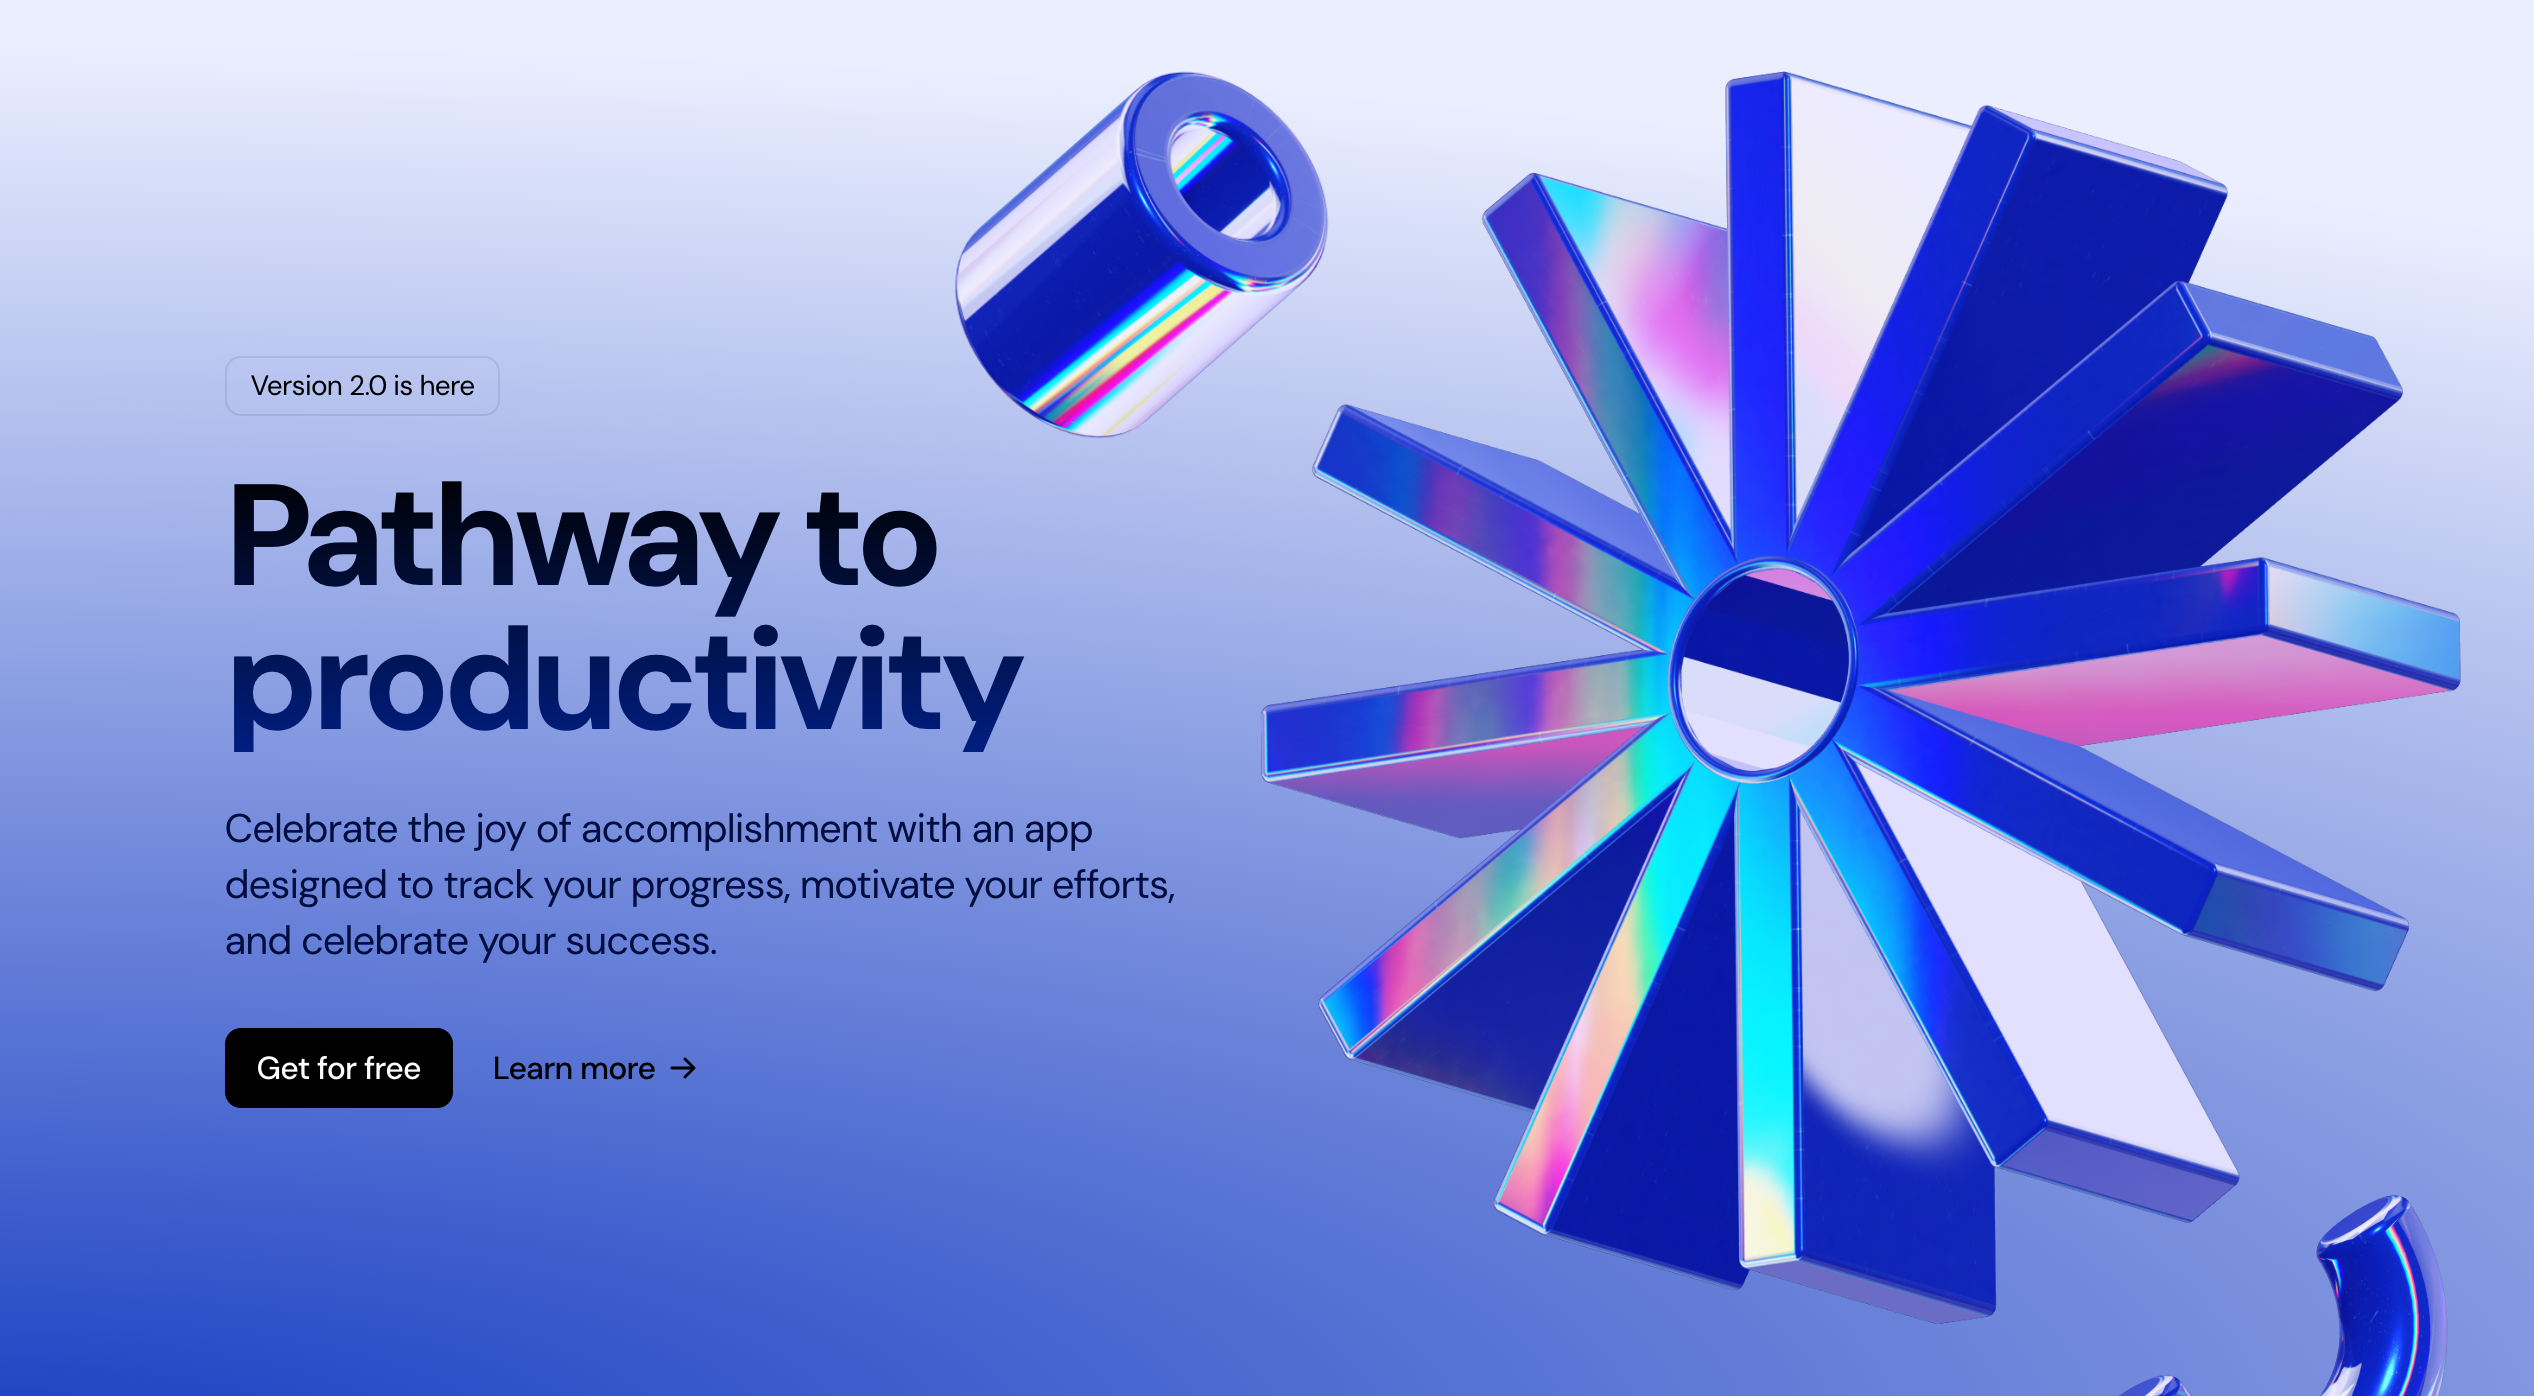 Version 2.0 is here
Pathway to
productivity
Celebrate the joy of accomplishment with an app
designed to track your progress, motivate your efforts,
and celebrate your success.
Get for free
Learn more →